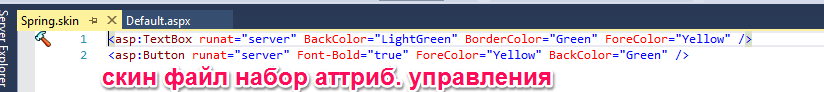 Spring.skin Default.aspx
Server Explorer
1 <asp:TextBox runat="server" BackColor="LightGreen" BorderColor="Green" ForeColor="Yellow" />
2 <asp:Button runat="server" Font-Bold="true" ForeColor="Yellow" BackColor="Green" />
скин файл набор аттриб. управления